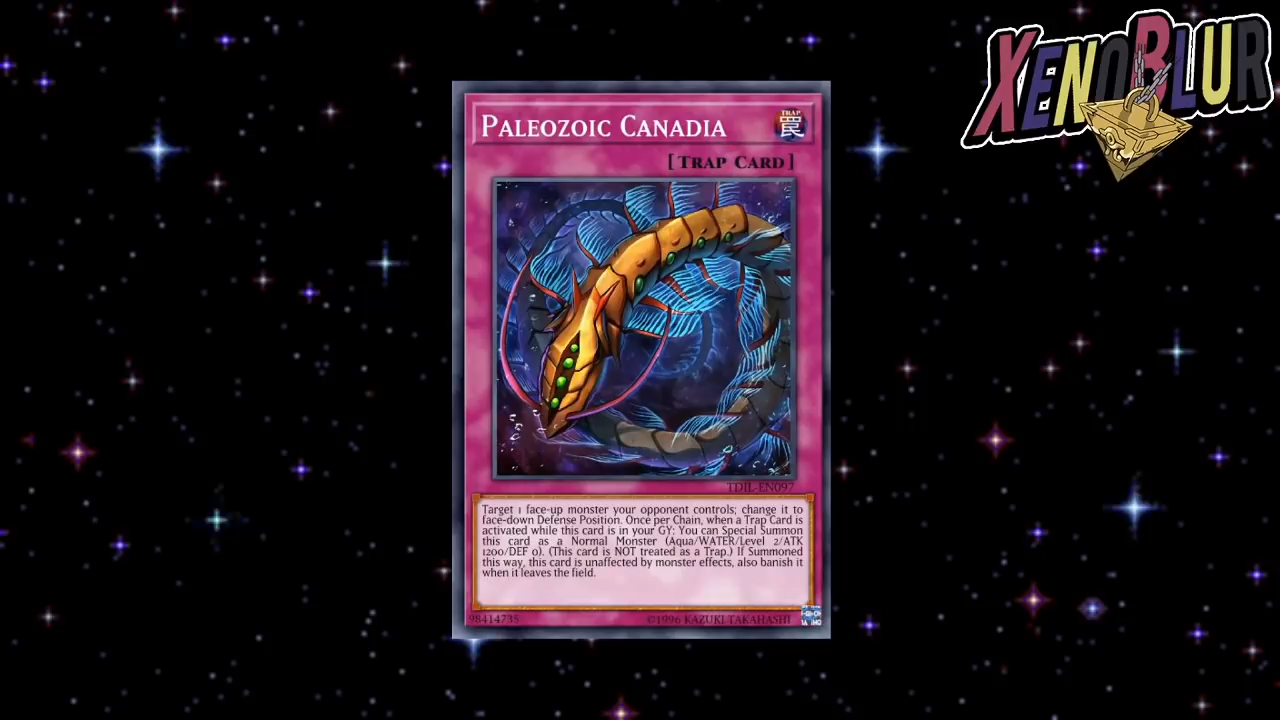 XENOBLUR
PALEOZOIC CANADIA
TRAP
罠
[TRAP CARD]
TDIL-EN097
Target 1 face-up monster your opponent controls; change it to
face-down Defense Position. Once per Chain, when a Trap Card is
activated while this card is in your GY: You can Special Summon
this card as a Normal Monster (Aqua/WATER/Level 2/ATK
1200/DEF 0). (This card is NOT treated as a Trap.) If Summoned
this way, this card is unaffected by monster effects, also banish it
when it leaves the field.
98414735 ©1996 KAZUKI TAKAHASHI